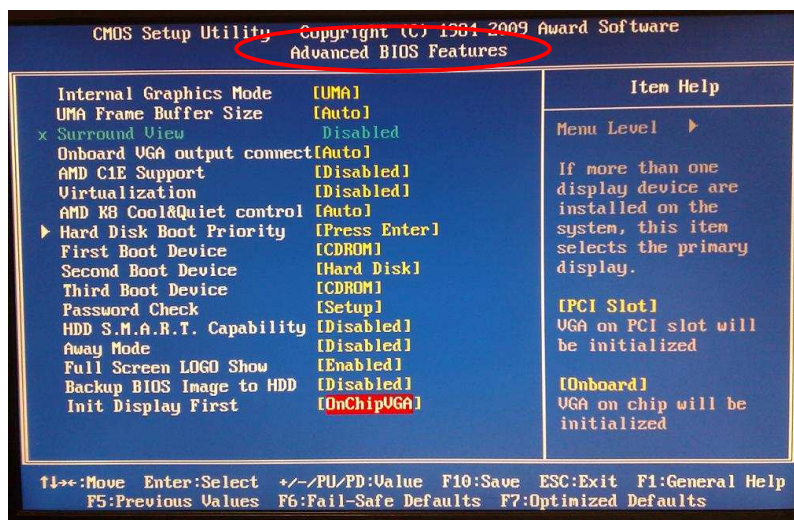 CMOS Setup Utility - Copyright (C) 1984-2009 Award Software
Advanced BIOS Features
Internal Graphics Mode [UMA]
UMA Frame Buffer Size [Auto]
x Surround View Disabled
Onboard VGA output connect[Auto]
AMD C1E Support [Disabled]
Virtualization [Disabled]
AMD K8 Cool&Quiet control [Auto]
▶ Hard Disk Boot Priority [Press Enter]
First Boot Device [CDROM]
Second Boot Device [Hard Disk]
Third Boot Device [CDROM]
Password Check [Setup]
HDD S.M.A.R.T. Capability [Disabled]
Away Mode [Disabled]
Full Screen LOGO Show [Enabled]
Backup BIOS Image to HDD [Disabled]
Init Display First [OnChipVGA]
Item Help
Menu Level ▶
If more than one
display device are
installed on the
system, this item
selects the primary
display.
[PCI Slot]
VGA on PCI slot will
be initialized
[Onboard]
VGA on chip will be
initialized
↑↓→←:Move Enter:Select +/-/PU/PD:Value F10:Save ESC:Exit F1:General Help
F5:Previous Values F6:Fail-Safe Defaults F7:Optimized Defaults